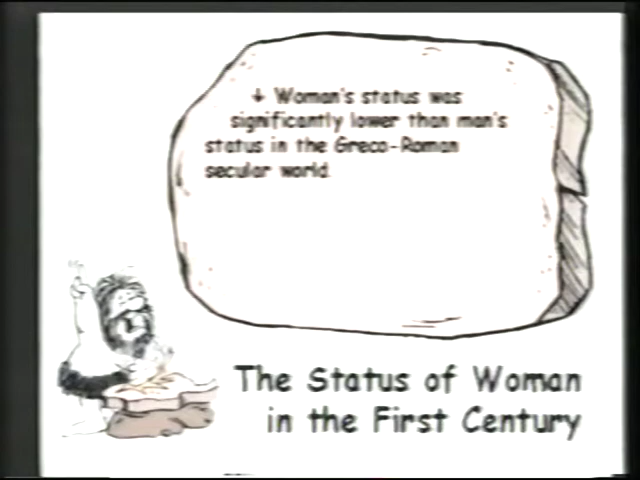 ↓ Woman's status was
significantly lower than man's
status in the Greco-Roman
secular world.
The Status of Woman
in the First Century